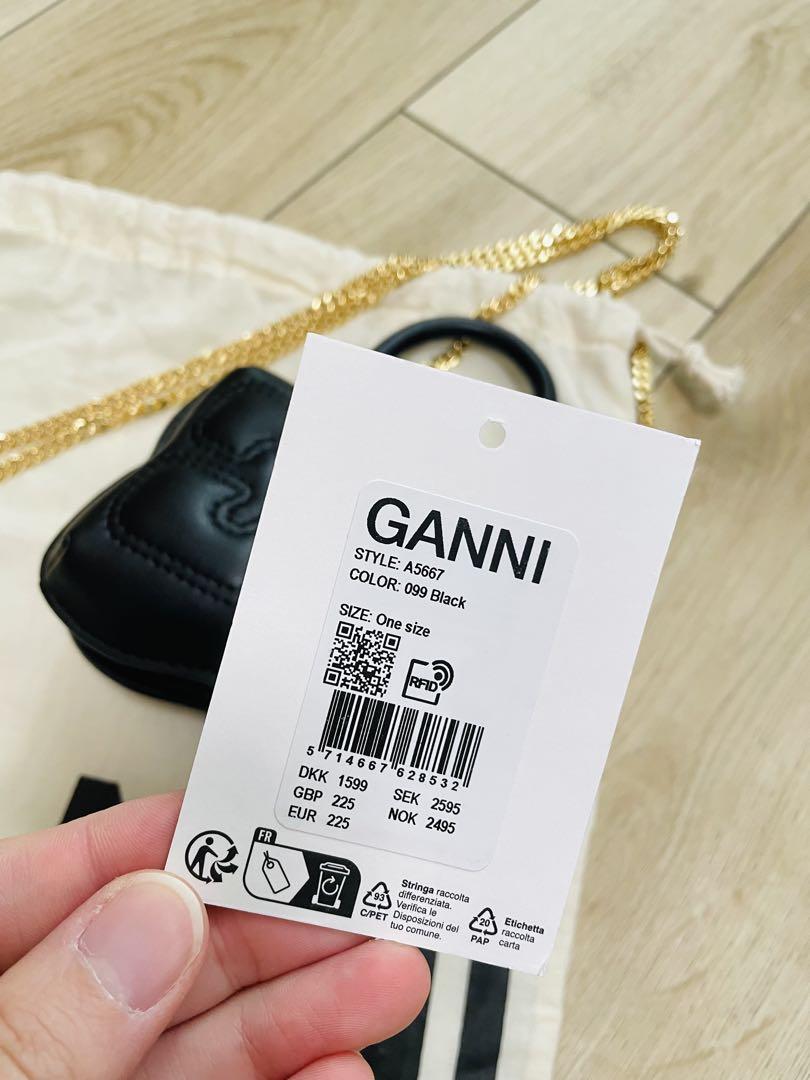 GANNI
STYLE: A5667
COLOR: 099 Black
SIZE: One size
RFID
5 714667 628532
DKK 1599 SEK 2595
GBP 225 NOK 2495
EUR 225
FR
93
C/PET
Stringa raccolta
differenziata.
Verifica le
Disposizioni del
tuo comune.
20
PAP
Etichetta
raccolta
carta